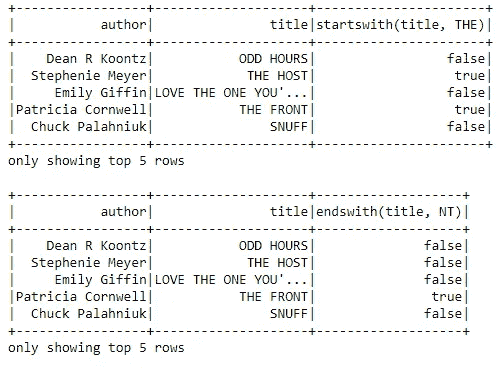 +-----------------+--------------------+----------------------+
|           author|               title|startswith(title, THE)|
+-----------------+--------------------+----------------------+
|    Dean R Koontz|           ODD HOURS|                 false|
|  Stephenie Meyer|            THE HOST|                  true|
|     Emily Giffin|LOVE THE ONE YOU'...|                 false|
|Patricia Cornwell|           THE FRONT|                  true|
|  Chuck Palahniuk|               SNUFF|                 false|
+-----------------+--------------------+----------------------+
only showing top 5 rows
+-----------------+--------------------+-------------------+
|           author|               title|endswith(title, NT)|
+-----------------+--------------------+-------------------+
|    Dean R Koontz|           ODD HOURS|              false|
|  Stephenie Meyer|            THE HOST|              false|
|     Emily Giffin|LOVE THE ONE YOU'...|              false|
|Patricia Cornwell|           THE FRONT|               true|
|  Chuck Palahniuk|               SNUFF|              false|
+-----------------+--------------------+-------------------+
only showing top 5 rows